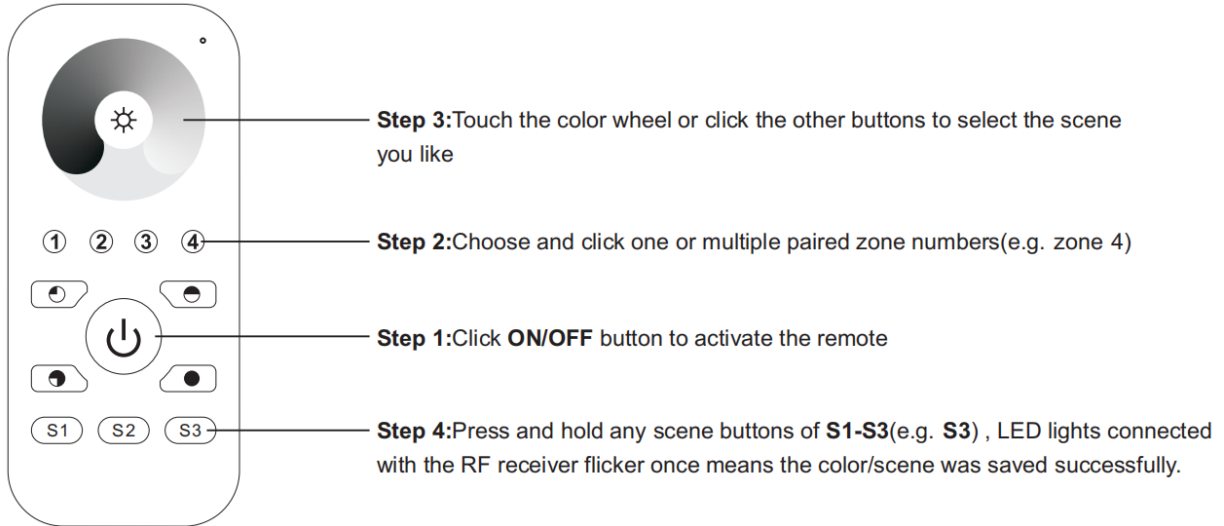 Step 3:Touch the color wheel or click the other buttons to select the scene
you like
1 2 3 4
Step 2:Choose and click one or multiple paired zone numbers(e.g. zone 4)
Step 1:Click ON/OFF button to activate the remote
S1 S2 S3
Step 4:Press and hold any scene buttons of S1-S3(e.g. S3) , LED lights connected
with the RF receiver flicker once means the color/scene was saved successfully.